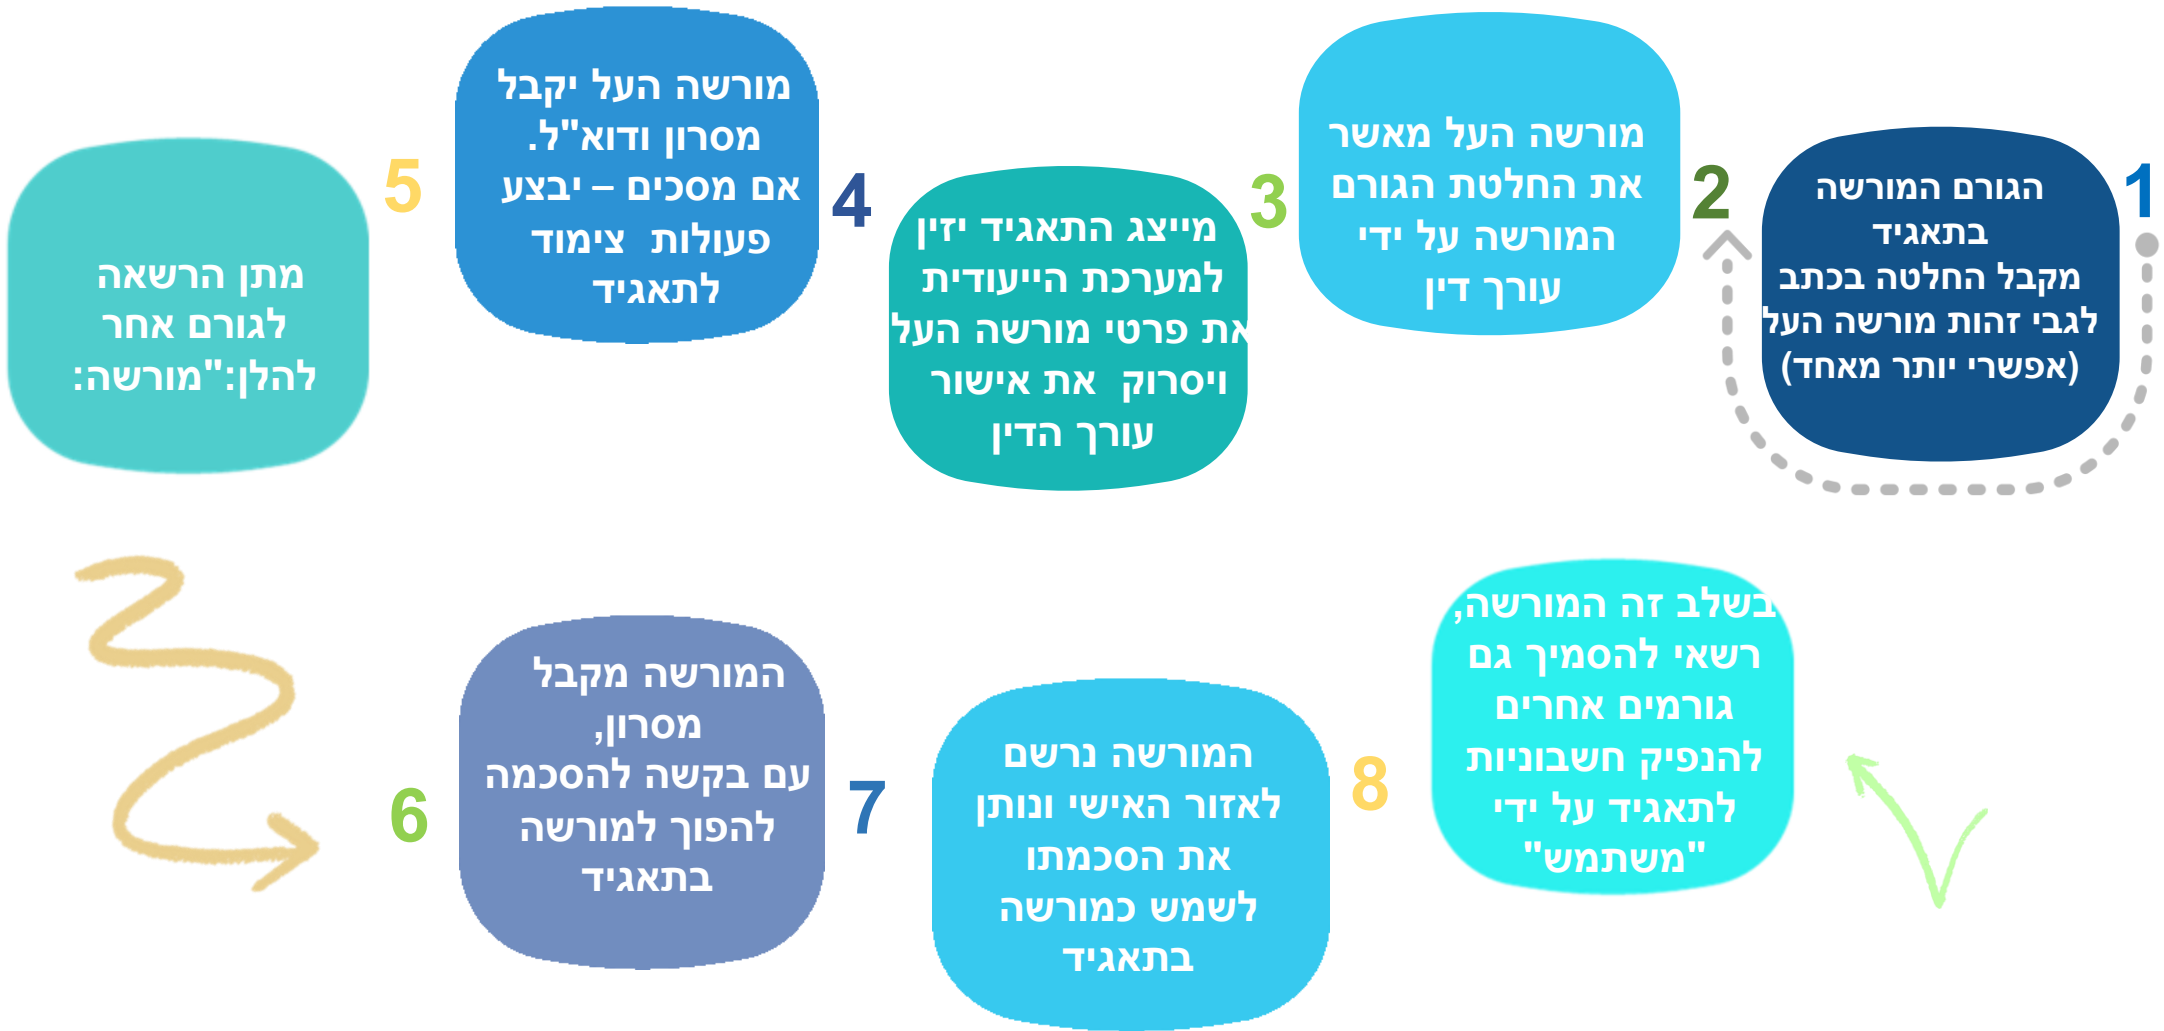 1
הגורם המורשה
בתאגיד
מקבל החלטה בכתב
לגבי זהות מורשה העל
(אפשרי יותר מאחד)
2
מורשה העל מאשר
את החלטת הגורם
המורשה על ידי
עורך דין
3
מייצג התאגיד יזין
למערכת הייעודית
את פרטי מורשה העל
ויסרוק את אישור
עורך הדין
4
מורשה העל יקבל
מסרון ודוא"ל.
אם מסכים – יבצע
פעולות צימוד
לתאגיד
5
מתן הרשאה
לגורם אחר
להלן:"מורשה:
6
המורשה מקבל
מסרון,
עם בקשה להסכמה
להפוך למורשה
בתאגיד
7
המורשה נרשם
לאזור האישי ונותן
את הסכמתו
לשמש כמורשה
בתאגיד
8
בשלב זה המורשה,
רשאי להסמיך גם
גורמים אחרים
להנפיק חשבוניות
לתאגיד על ידי
"משתמש"